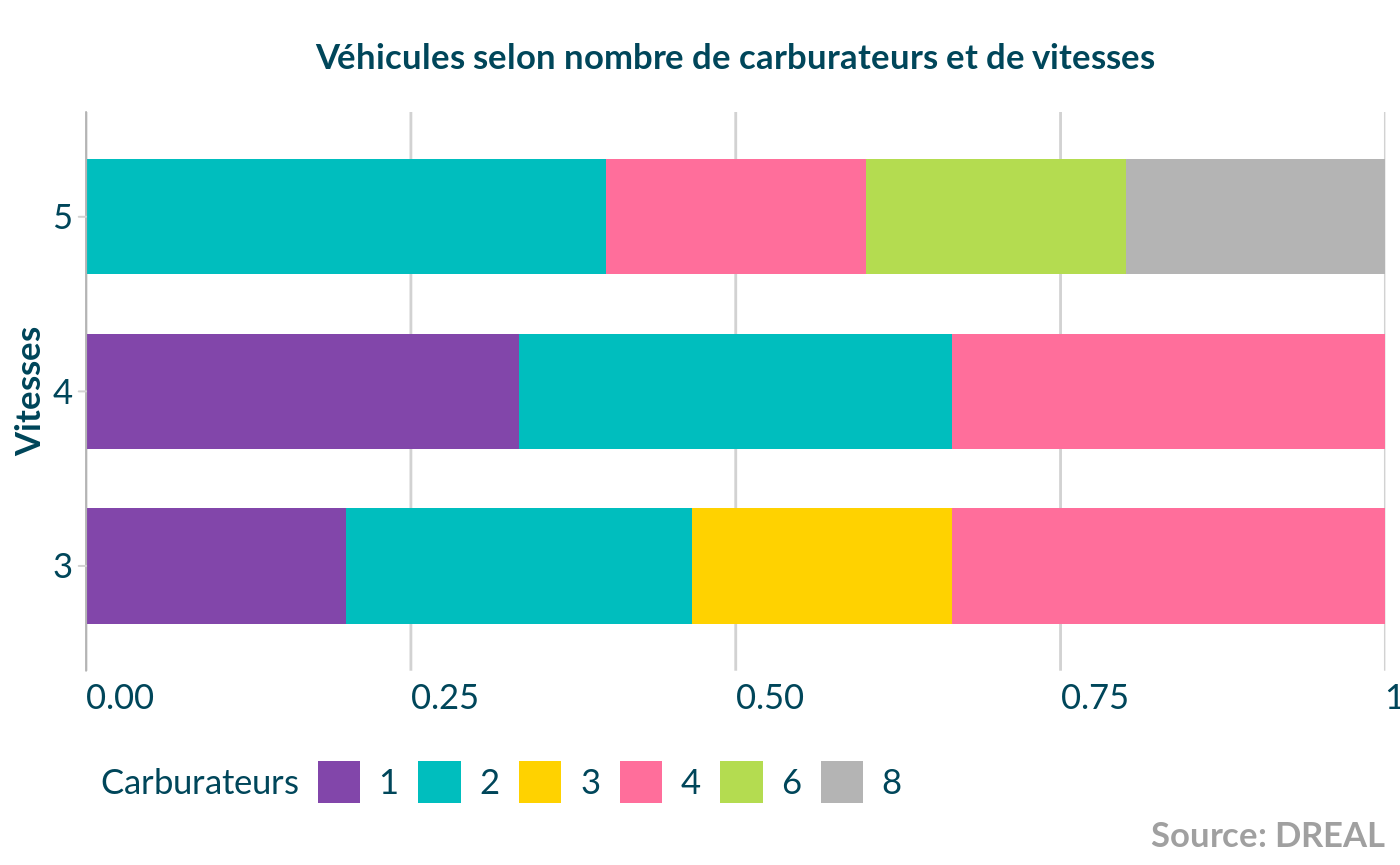 Véhicules selon nombre de carburateurs et de vitesses
Vitesses
5
4
3
0.00 0.25 0.50 0.75 1
Carburateurs 1 2 3 4 6 8
Source: DREAL